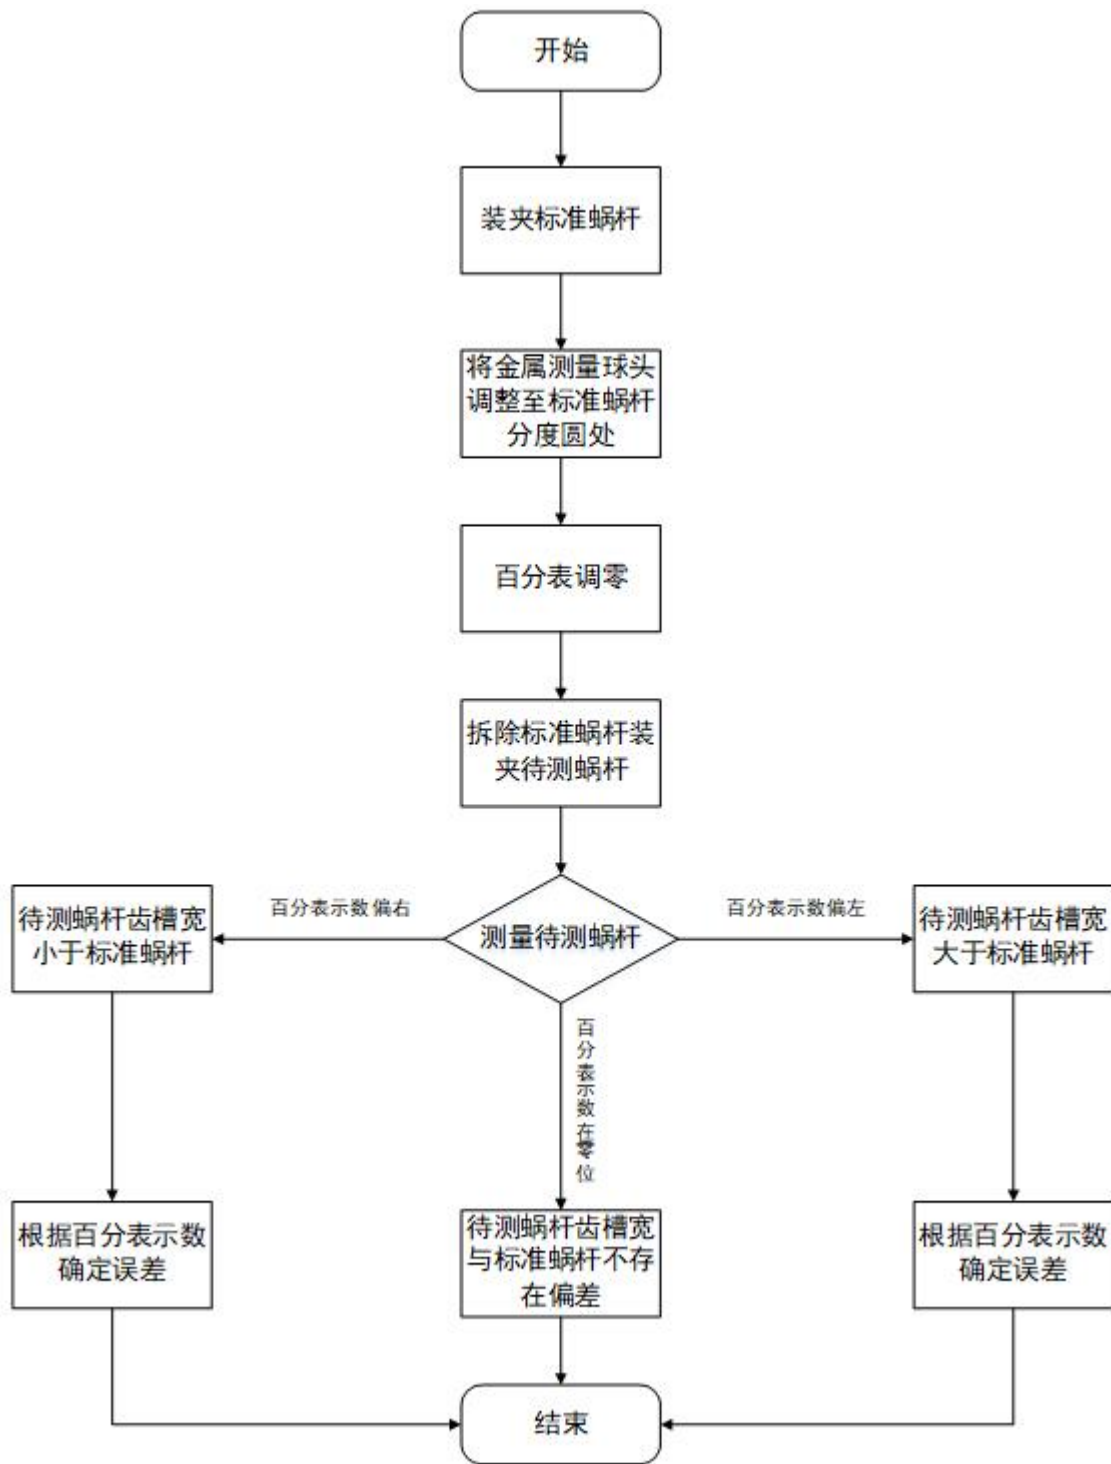 开始
装夹标准蜗杆
将金属测量球头
调整至标准蜗杆
分度圆处
百分表调零
拆除标准蜗杆装
夹待测蜗杆
待测蜗杆齿槽宽
小于标准蜗杆
百分表示数偏右
测量待测蜗杆
百分表示数偏左
待测蜗杆齿槽宽
大于标准蜗杆
百分表示数在零位
根据百分表示数
确定误差
待测蜗杆齿槽宽
与标准蜗杆不存
在偏差
根据百分表示数
确定误差
结束